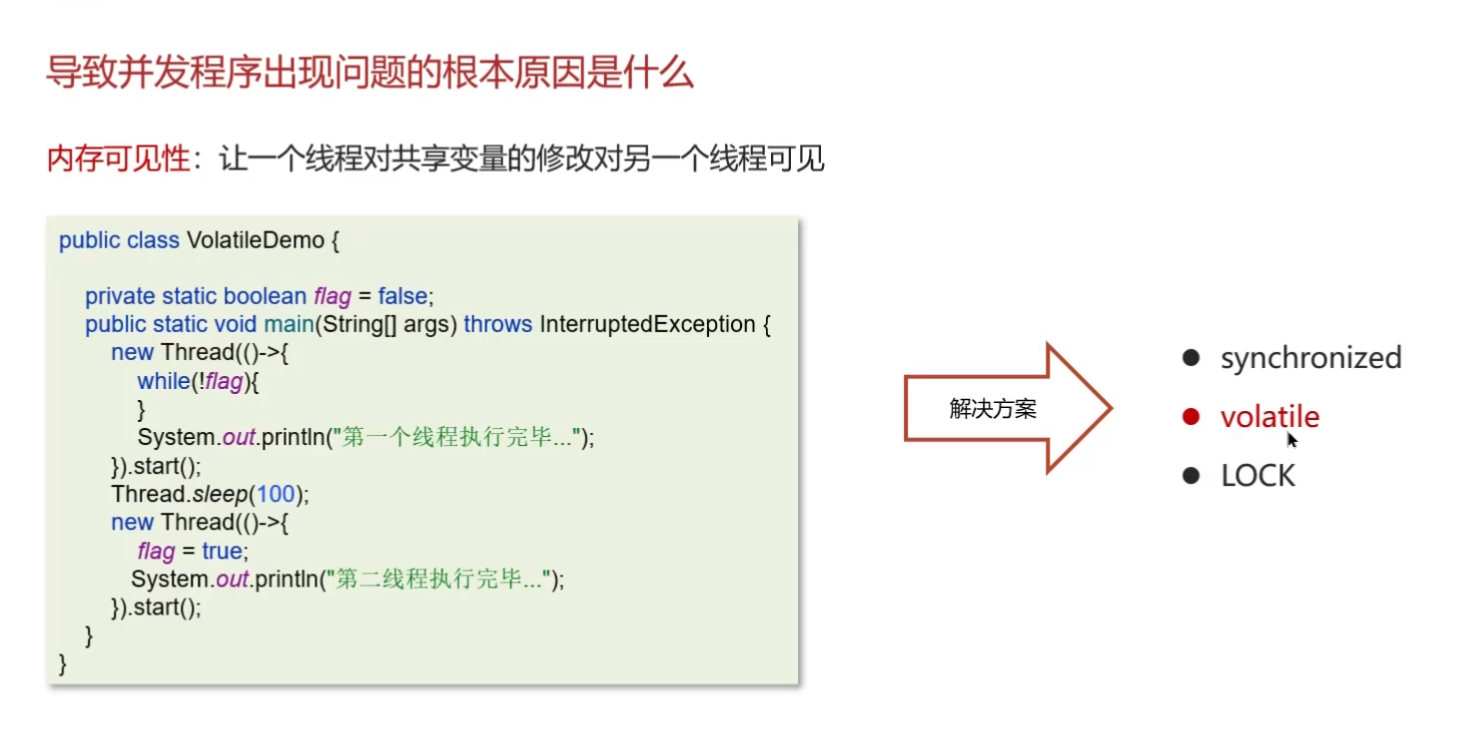 导致并发程序出现问题的根本原因是什么
内存可见性：让一个线程对共享变量的修改对另一个线程可见
public class VolatileDemo {
private static boolean flag = false;
public static void main(String[] args) throws InterruptedException {
new Thread(()->{
while(!flag){
}
System.out.println("第一个线程执行完毕...");
}).start();
Thread.sleep(100);
new Thread(()->{
flag = true;
System.out.println("第二线程执行完毕...");
}).start();
}
}
解决方案
● synchronized
● volatile
● LOCK